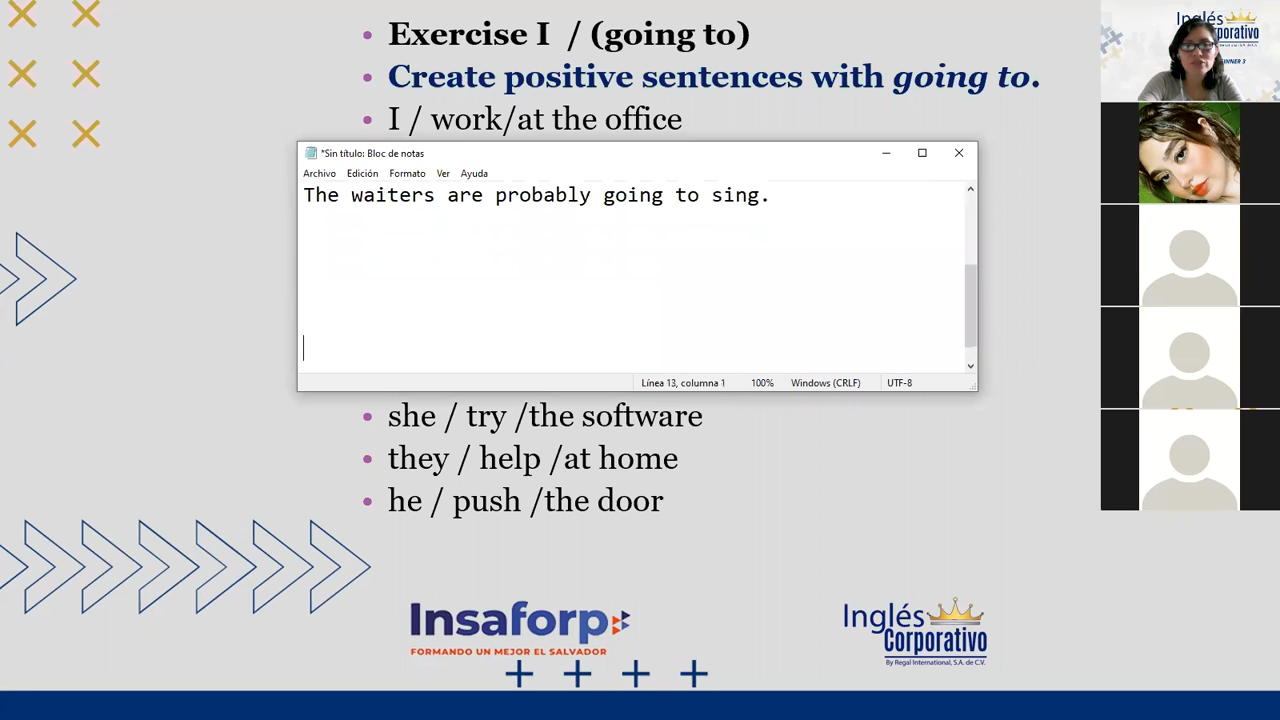 Exercise I / (going to)
Create positive sentences with going to.
I / work/at the office
*Sin título: Bloc de notas
Archivo Edición Formato Ver Ayuda
The waiters are probably going to sing.
Línea 13, columna 1 100% Windows (CRLF) UTF-8
she / try /the software
they / help /at home
he / push /the door
Insaforp
FORMANDO UN MEJOR EL SALVADOR
Inglés
Corporativo
By Regal International, S.A. de C.V.
Inglés